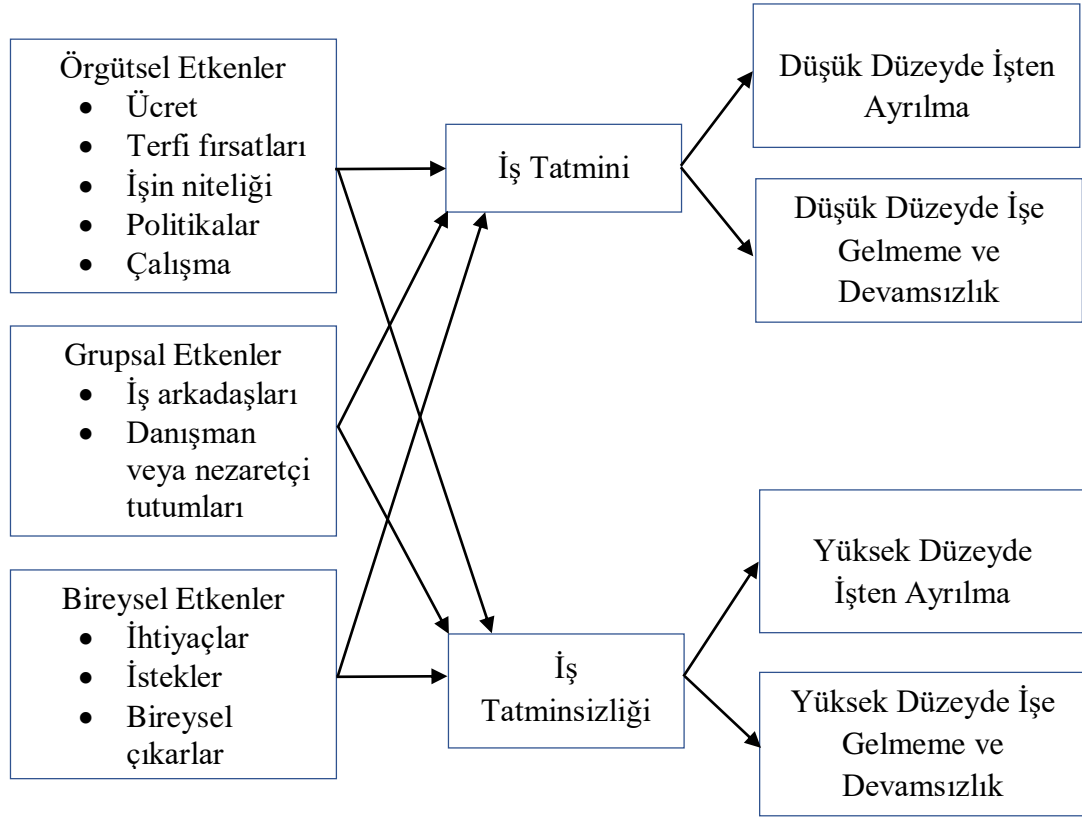 Örgütsel Etkenler
• Ücret
• Terfi fırsatları
• İşin niteliği
• Politikalar
• Çalışma
Grupsal Etkenler
• İş arkadaşları
• Danışman
veya nezaretçi
tutumları
Bireysel Etkenler
• İhtiyaçlar
• İstekler
• Bireysel
çıkarlar
İş Tatmini
İş
Tatminsizliği
Düşük Düzeyde İşten
Ayrılma
Düşük Düzeyde İşe
Gelmeme ve
Devamsızlık
Yüksek Düzeyde
İşten Ayrılma
Yüksek Düzeyde İşe
Gelmeme ve
Devamsızlık